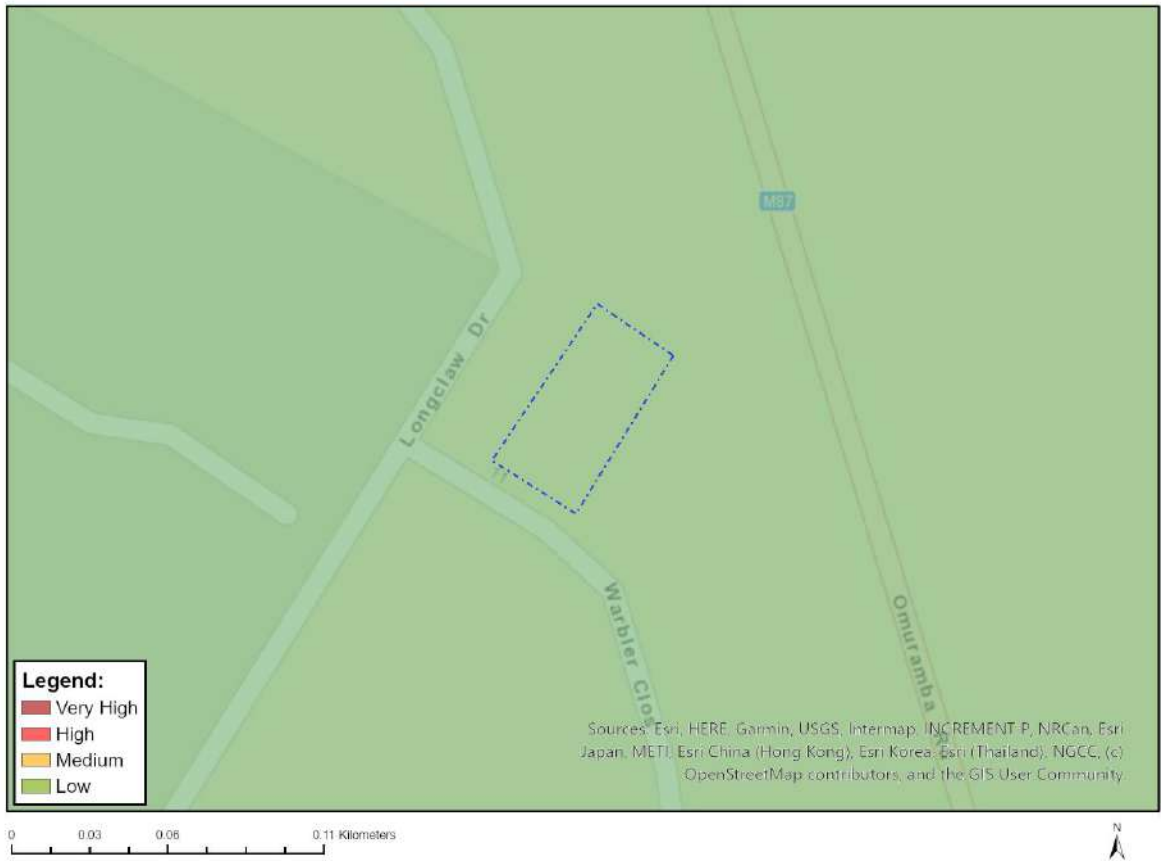 M87
Longclaw Dr
Warbler Clos
Omuramba Rd
Legend:
Very High
High
Medium
Low
Sources: Esri, HERE, Garmin, USGS, Intermap, INCREMENT P, NRCan, Esri
Japan, METI, Esri China (Hong Kong), Esri Korea, Esri (Thailand), NGCC, (c)
OpenStreetMap contributors, and the GIS User Community
0 0.03 0.06 0.11 Kilometers
N